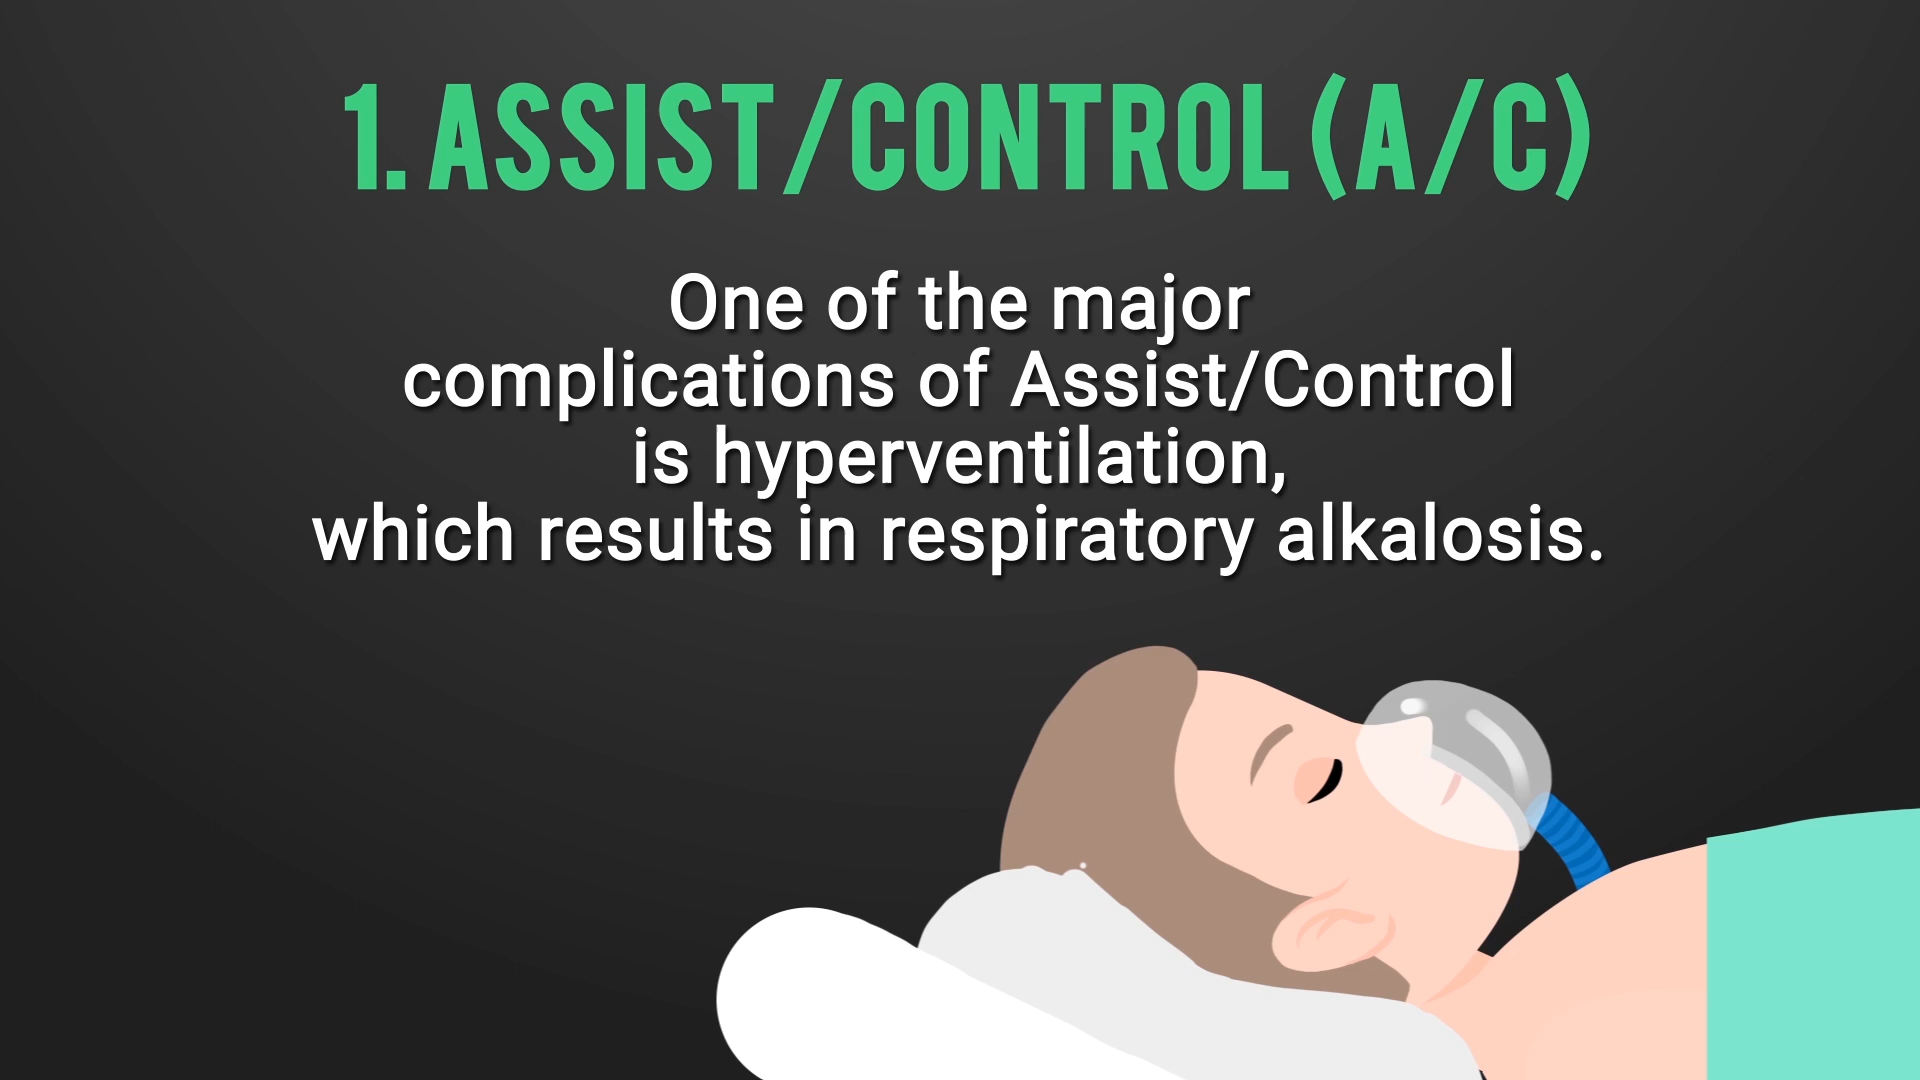 1. ASSIST/CONTROL (A/C)
One of the major
complications of Assist/Control
is hyperventilation,
which results in respiratory alkalosis.